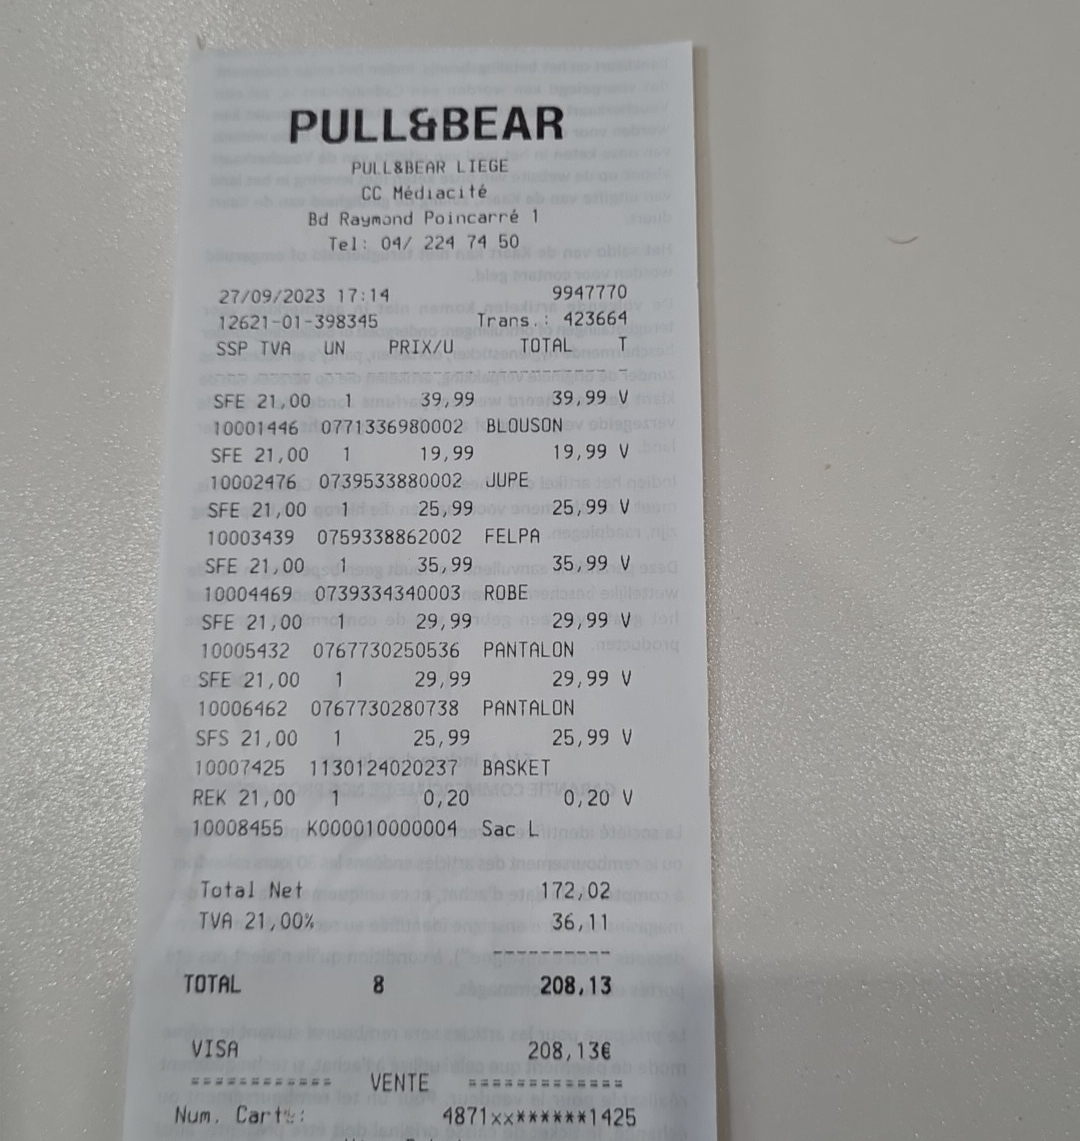 PULL&BEAR
PULL&BEAR LIEGE
CC Médiacité
Bd Raymond Poincarré 1
Tel: 04/ 224 74 50
27/09/2023 17:14 9947770
12621-01-398345 Trans.: 423664
SSP TVA UN PRIX/U TOTAL T
SFE 21,00 1 39,99 39,99 V
10001446 0771336980002 BLOUSON
SFE 21,00 1 19,99 19,99 V
10002476 0739533880002 JUPE
SFE 21,00 1 25,99 25,99 V
10003439 0759338862002 FELPA
SFE 21,00 1 35,99 35,99 V
10004469 0739334340003 ROBE
SFE 21,00 1 29,99 29,99 V
10005432 0767730250536 PANTALON
SFE 21,00 1 29,99 29,99 V
10006462 0767730280738 PANTALON
SFS 21,00 1 25,99 25,99 V
10007425 1130124020237 BASKET
REK 21,00 1 0,20 0,20 V
10008455 K000010000004 Sac L
Total Net 172,02
TVA 21,00% 36,11
TOTAL 8 208,13
VISA 208,13€
============ VENTE =============
Num. Carte: 4871xx******1425